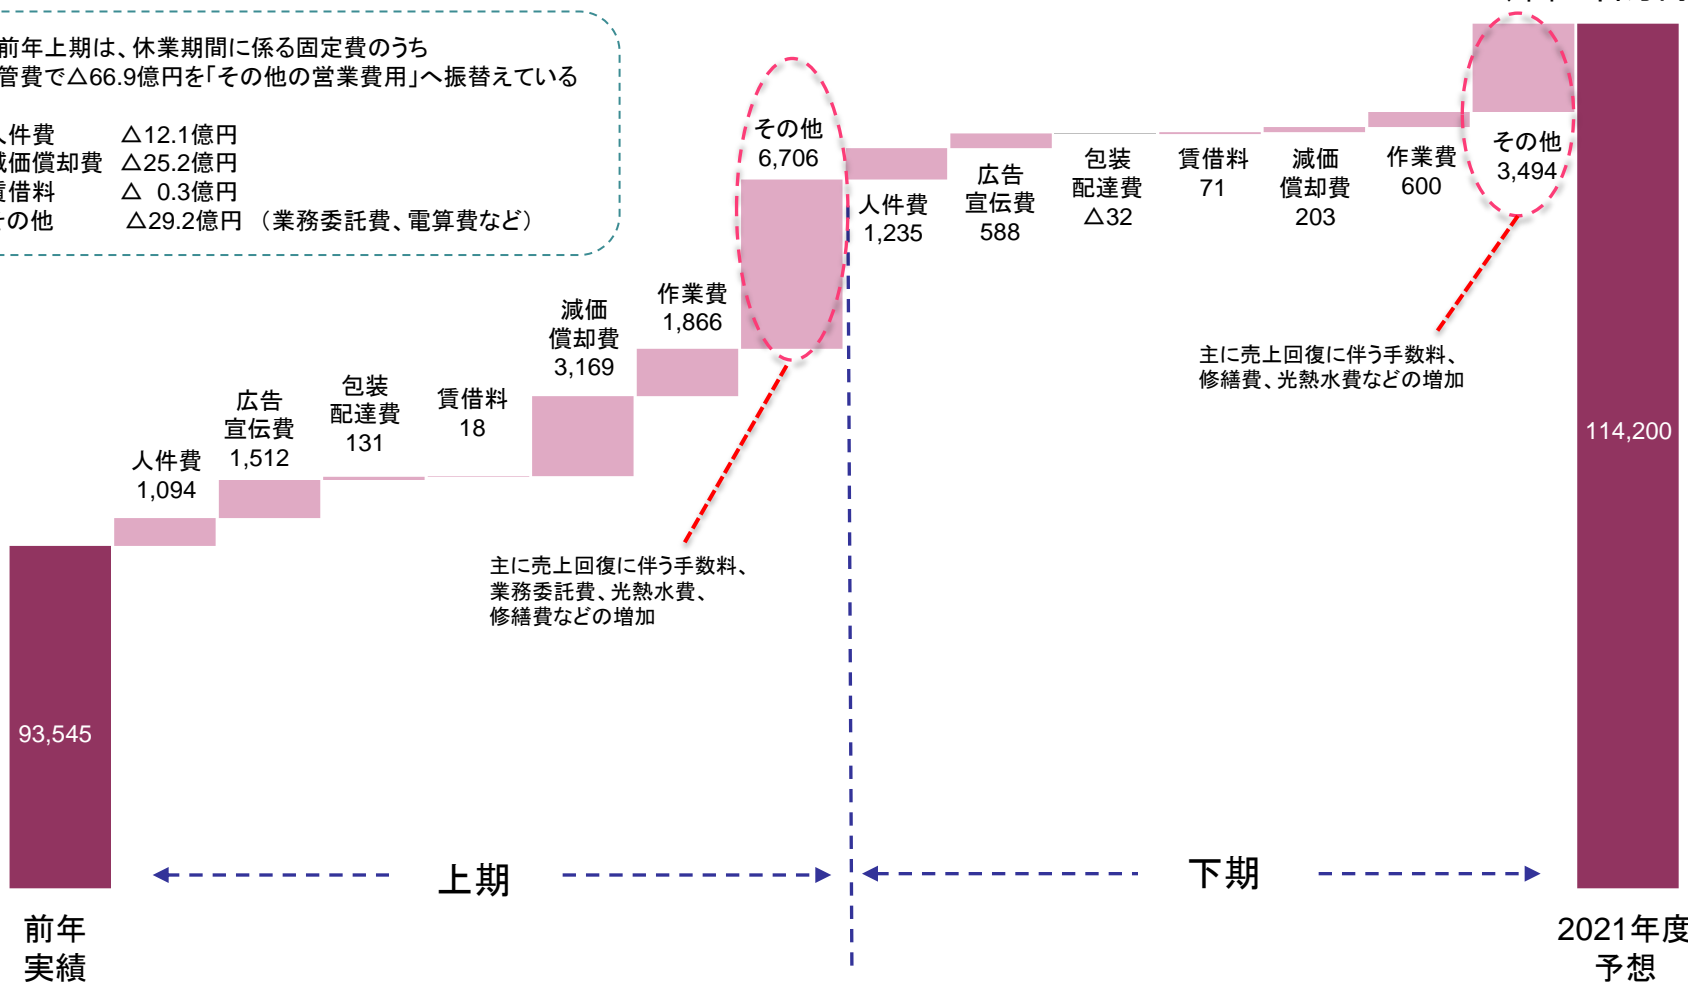 前年上期は、休業期間に係る固定費のうち
管費で△66.9億円を「その他の営業費用」へ振替えている
人件費 △12.1億円
減価償却費 △25.2億円
賃借料 △ 0.3億円
その他 △29.2億円 （業務委託費、電算費など）
その他
6,706
人件費
1,235
広告
宣伝費
588
包装
配達費
△32
賃借料
71
減価
償却費
203
作業費
600
その他
3,494
減価
償却費
3,169
作業費
1,866
主に売上回復に伴う手数料、
修繕費、光熱水費などの増加
人件費
1,094
広告
宣伝費
1,512
包装
配達費
131
賃借料
18
114,200
主に売上回復に伴う手数料、
業務委託費、光熱水費、
修繕費などの増加
93,545
上期
下期
前年
実績
2021年度
予想